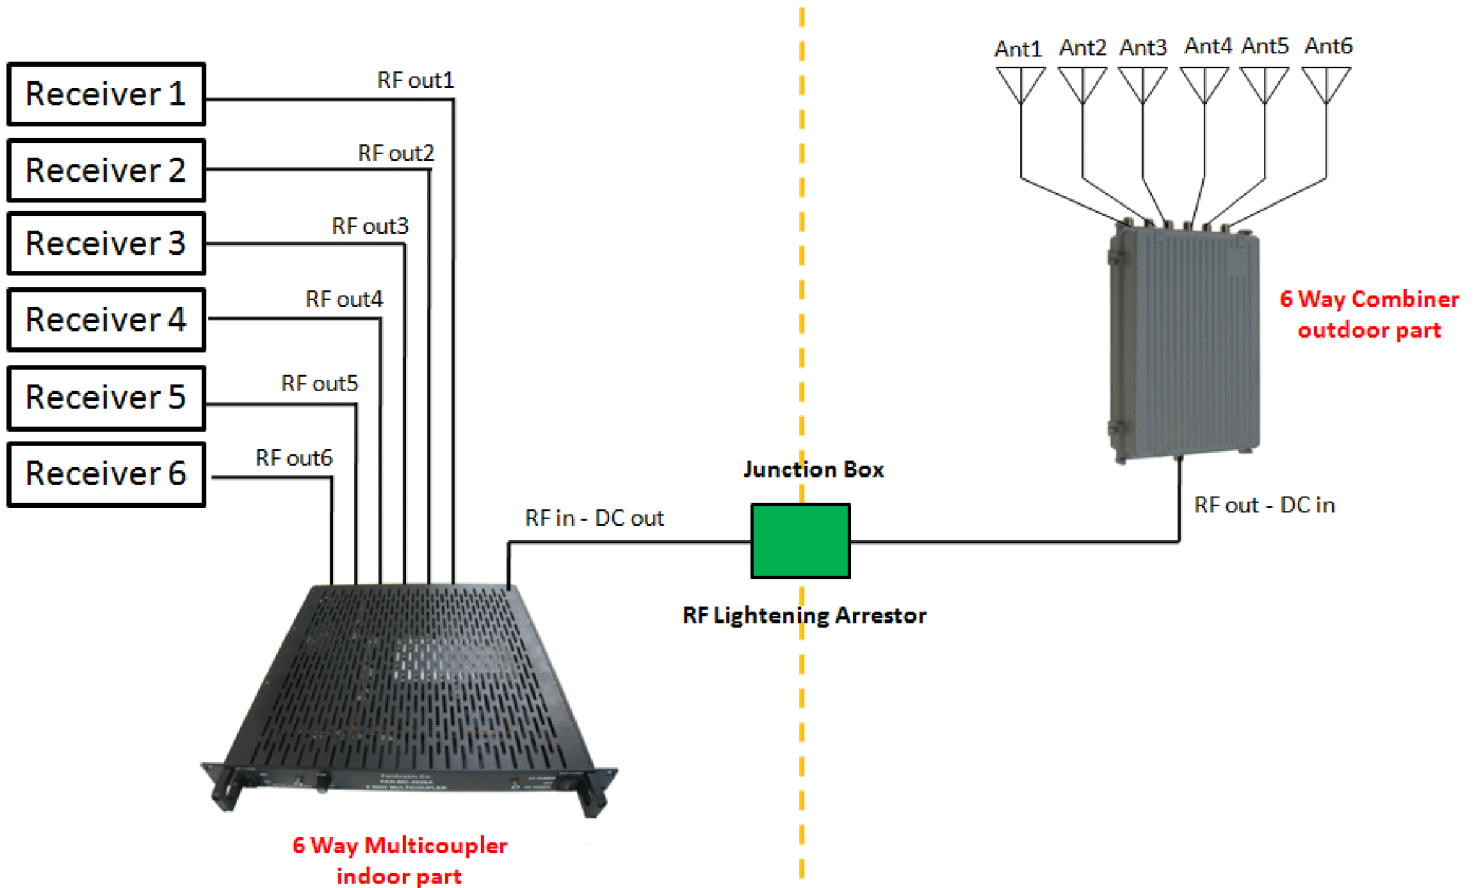 Receiver 1
Receiver 2
Receiver 3
Receiver 4
Receiver 5
Receiver 6
RF out1
RF out2
RF out3
RF out4
RF out5
RF out6
RF in - DC out
Junction Box
RF Lightening Arrestor
Ant1 Ant2 Ant3 Ant4 Ant5 Ant6
6 Way Combiner
outdoor part
RF out - DC in
6 Way Multicoupler
indoor part